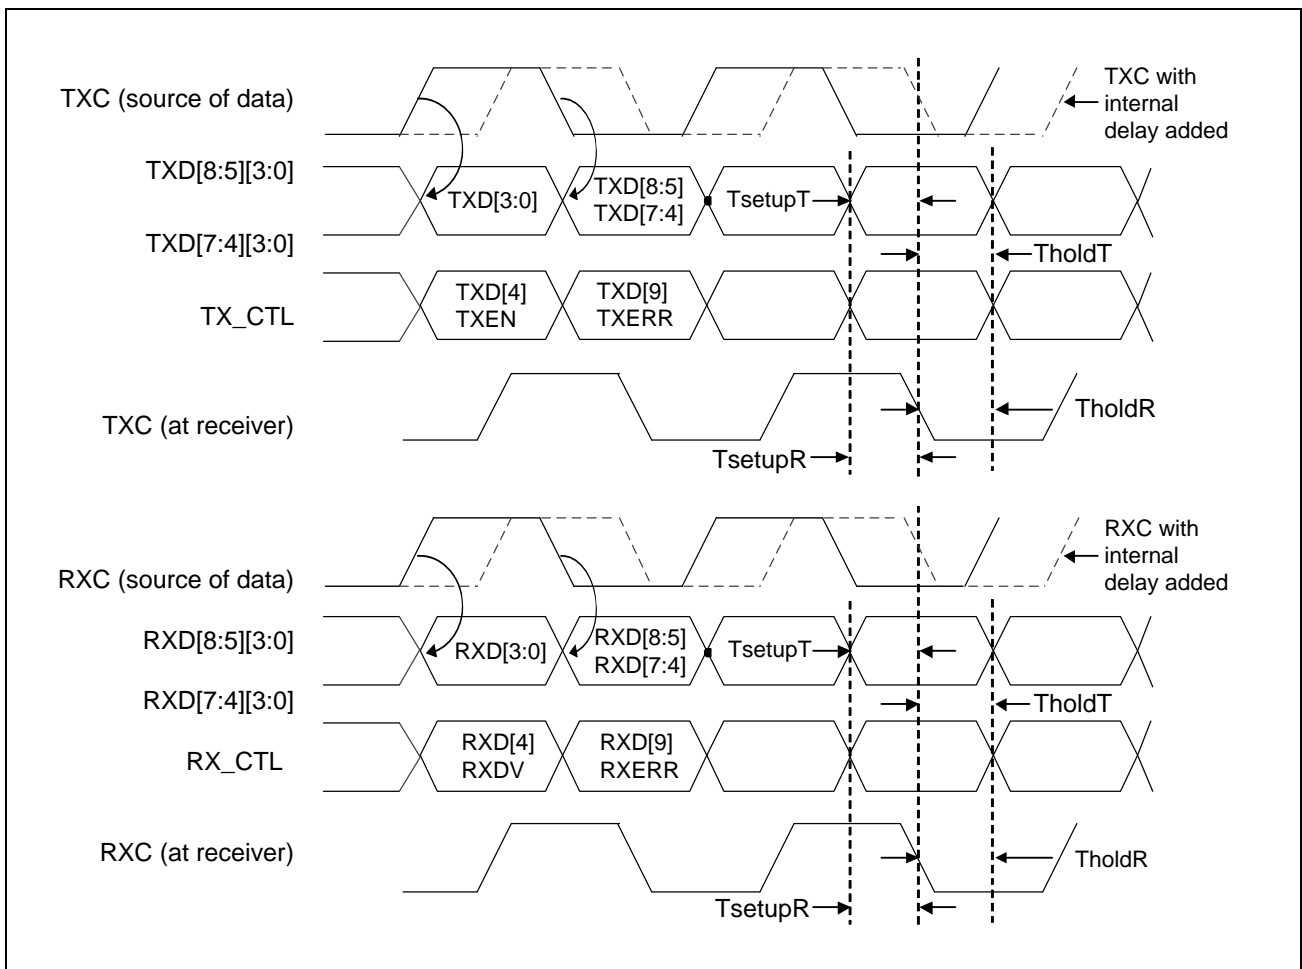 TXC (source of data)
TXC with
internal
delay added
TXD[8:5][3:0]
TXD[3:0]
TXD[8:5]
TXD[7:4]
TsetupT
TXD[7:4][3:0]
TholdT
TX_CTL
TXD[4]
TXEN
TXD[9]
TXERR
TXC (at receiver)
TholdR
TsetupR
RXC (source of data)
RXC with
internal
delay added
RXD[8:5][3:0]
RXD[3:0]
RXD[8:5]
RXD[7:4]
TsetupT
RXD[7:4][3:0]
TholdT
RX_CTL
RXD[4]
RXDV
RXD[9]
RXERR
RXC (at receiver)
TholdR
TsetupR